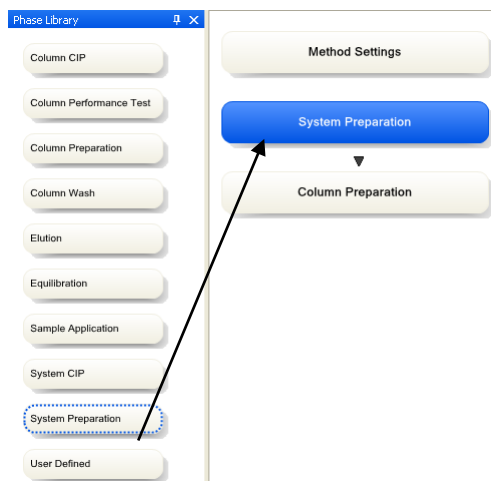 Phase Library
Column CIP
Column Performance Test
Column Preparation
Column Wash
Elution
Equilibration
Sample Application
System CIP
System Preparation
User Defined
Method Settings
System Preparation
Column Preparation